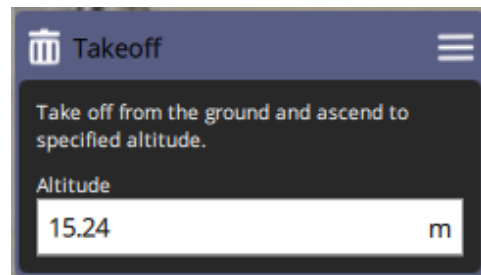 Takeoff
Take off from the ground and ascend to
specified altitude.
Altitude
15.24 m